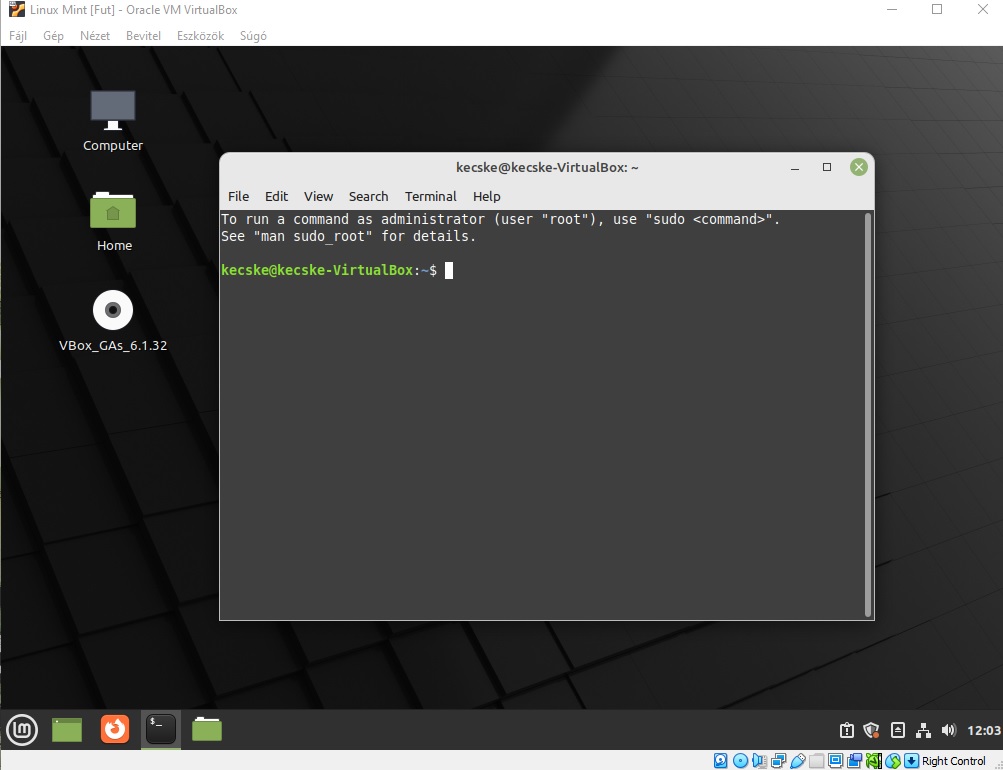 Linux Mint [Fut] - Oracle VM VirtualBox
Fájl Gép Nézet Bevitel Eszközök Súgó
Computer
Home
VBox_GAs_6.1.32
kecske@kecske-VirtualBox: ~
File Edit View Search Terminal Help
To run a command as administrator (user "root"), use "sudo <command>".
See "man sudo_root" for details.
kecske@kecske-VirtualBox:~$
$_
12:03
Right Control